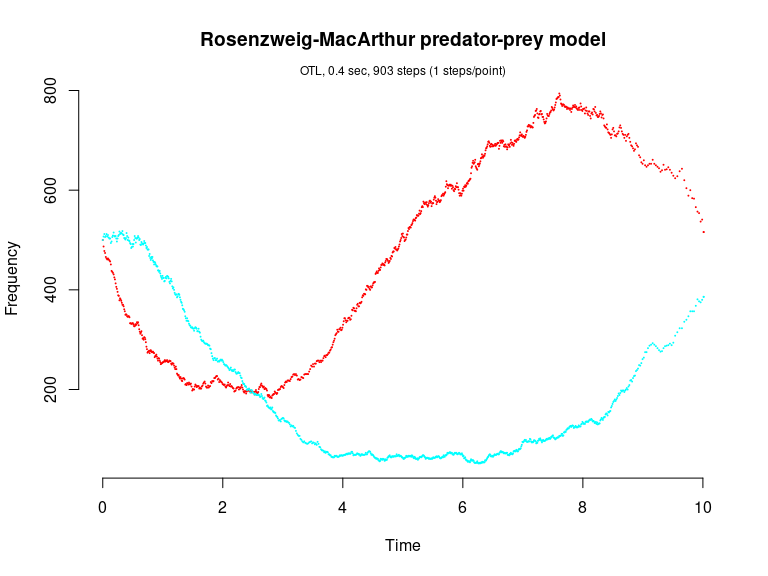 Rosenzweig-MacArthur predator-prey model
OTL, 0.4 sec, 903 steps (1 steps/point)
Frequency
800
600
400
200
0 2 4 6 8 10
Time